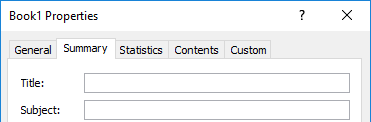 Book1 Properties ? ✕
General Summary Statistics Contents Custom
Title:
Subject: